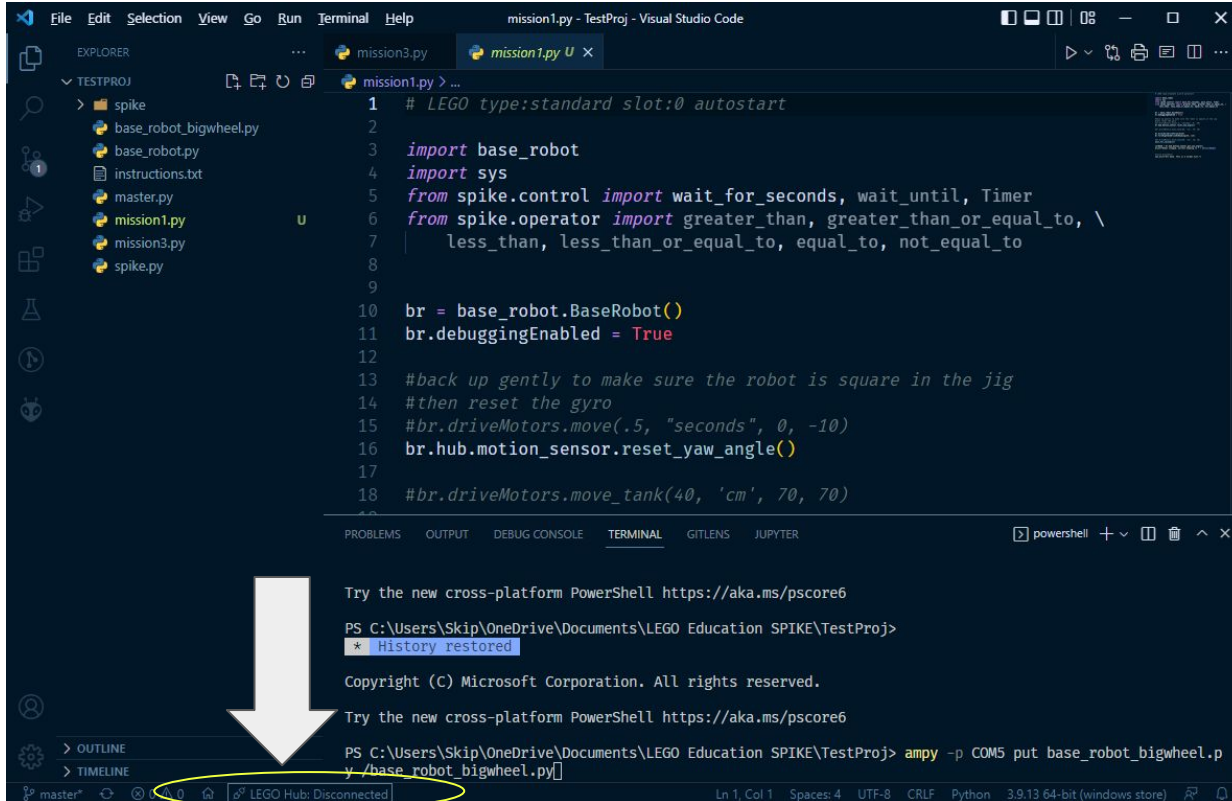 File Edit Selection View Go Run Terminal Help mission1.py - TestProj - Visual Studio Code
EXPLORER
TESTPROJ
spike
base_robot_bigwheel.py
base_robot.py
instructions.txt
master.py
mission1.py U
mission3.py
spike.py
OUTLINE
TIMELINE
1
mission3.py mission1.py U
mission1.py > ...
1 # LEGO type:standard slot:0 autostart
2
3 import base_robot
4 import sys
5 from spike.control import wait_for_seconds, wait_until, Timer
6 from spike.operator import greater_than, greater_than_or_equal_to, \
7 less_than, less_than_or_equal_to, equal_to, not_equal_to
8
9
10 br = base_robot.BaseRobot()
11 br.debuggingEnabled = True
12
13 #back up gently to make sure the robot is square in the jig
14 #then reset the gyro
15 #br.driveMotors.move(.5, "seconds", 0, -10)
16 br.hub.motion_sensor.reset_yaw_angle()
17
18 #br.driveMotors.move_tank(40, 'cm', 70, 70)
PROBLEMS OUTPUT DEBUG CONSOLE TERMINAL GITLENS JUPYTER powershell
Try the new cross-platform PowerShell https://aka.ms/pscore6
PS C:\Users\Skip\OneDrive\Documents\LEGO Education SPIKE\TestProj>
* History restored
Copyright (C) Microsoft Corporation. All rights reserved.
Try the new cross-platform PowerShell https://aka.ms/pscore6
PS C:\Users\Skip\OneDrive\Documents\LEGO Education SPIKE\TestProj> ampy -p COM5 put base_robot_bigwheel.p
y /base_robot_bigwheel.py
master* 0 0 LEGO Hub: Disconnected Ln 1, Col 1 Spaces: 4 UTF-8 CRLF Python 3.9.13 64-bit (windows store)